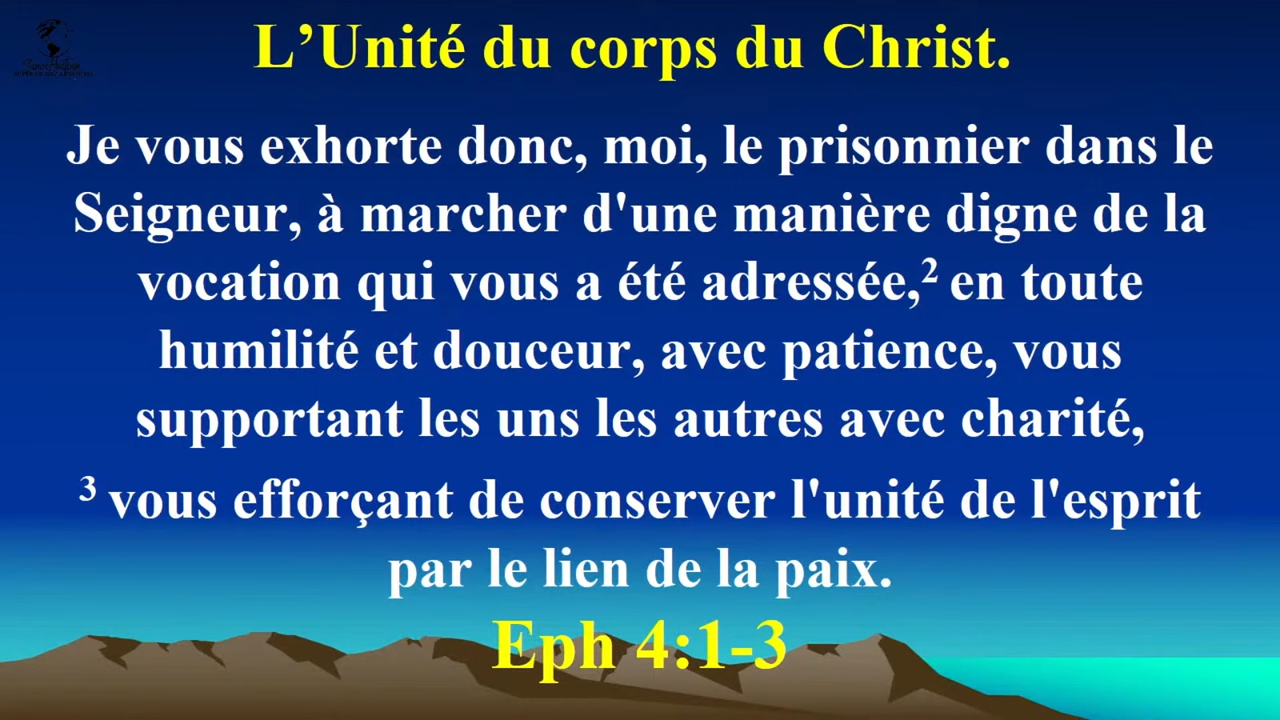 L’Unité du corps du Christ.
Je vous exhorte donc, moi, le prisonnier dans le
Seigneur, à marcher d'une manière digne de la
vocation qui vous a été adressée,² en toute
humilité et douceur, avec patience, vous
supportant les uns les autres avec charité,
³ vous efforçant de conserver l'unité de l'esprit
par le lien de la paix.
Eph 4:1-3